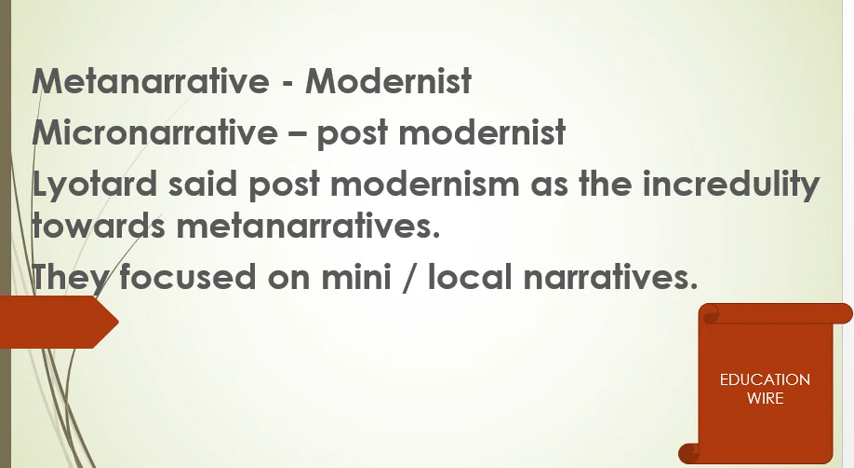 Metanarrative - Modernist
Micronarrative – post modernist
Lyotard said post modernism as the incredulity
towards metanarratives.
They focused on mini / local narratives.
EDUCATION
WIRE